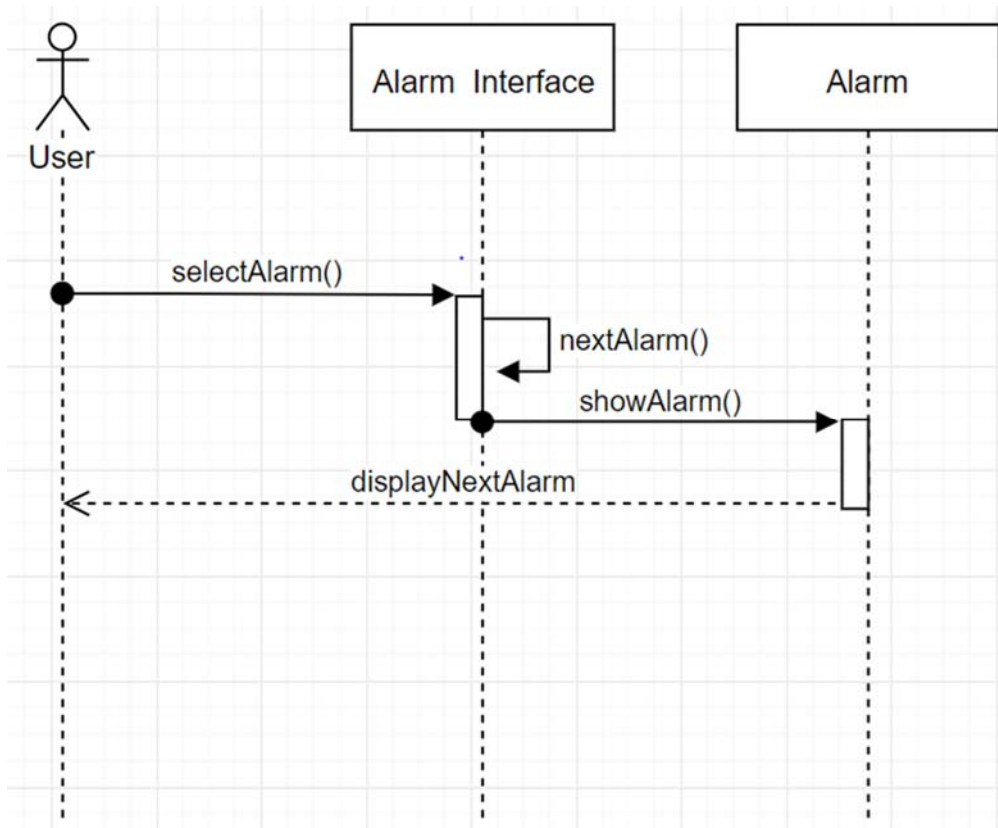 Alarm Interface
Alarm
User
selectAlarm()
nextAlarm()
showAlarm()
displayNextAlarm